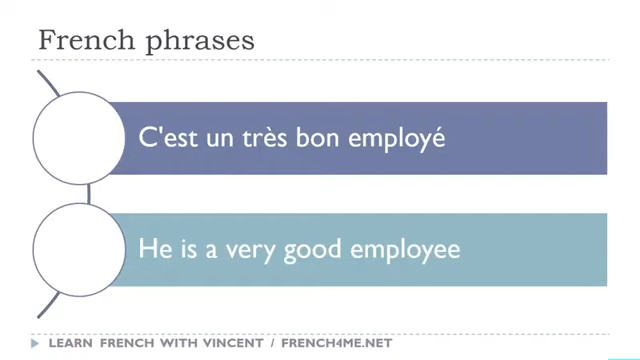 French phrases
C'est un très bon employé
He is a very good employee
LEARN FRENCH WITH VINCENT / FRENCH4ME.NET